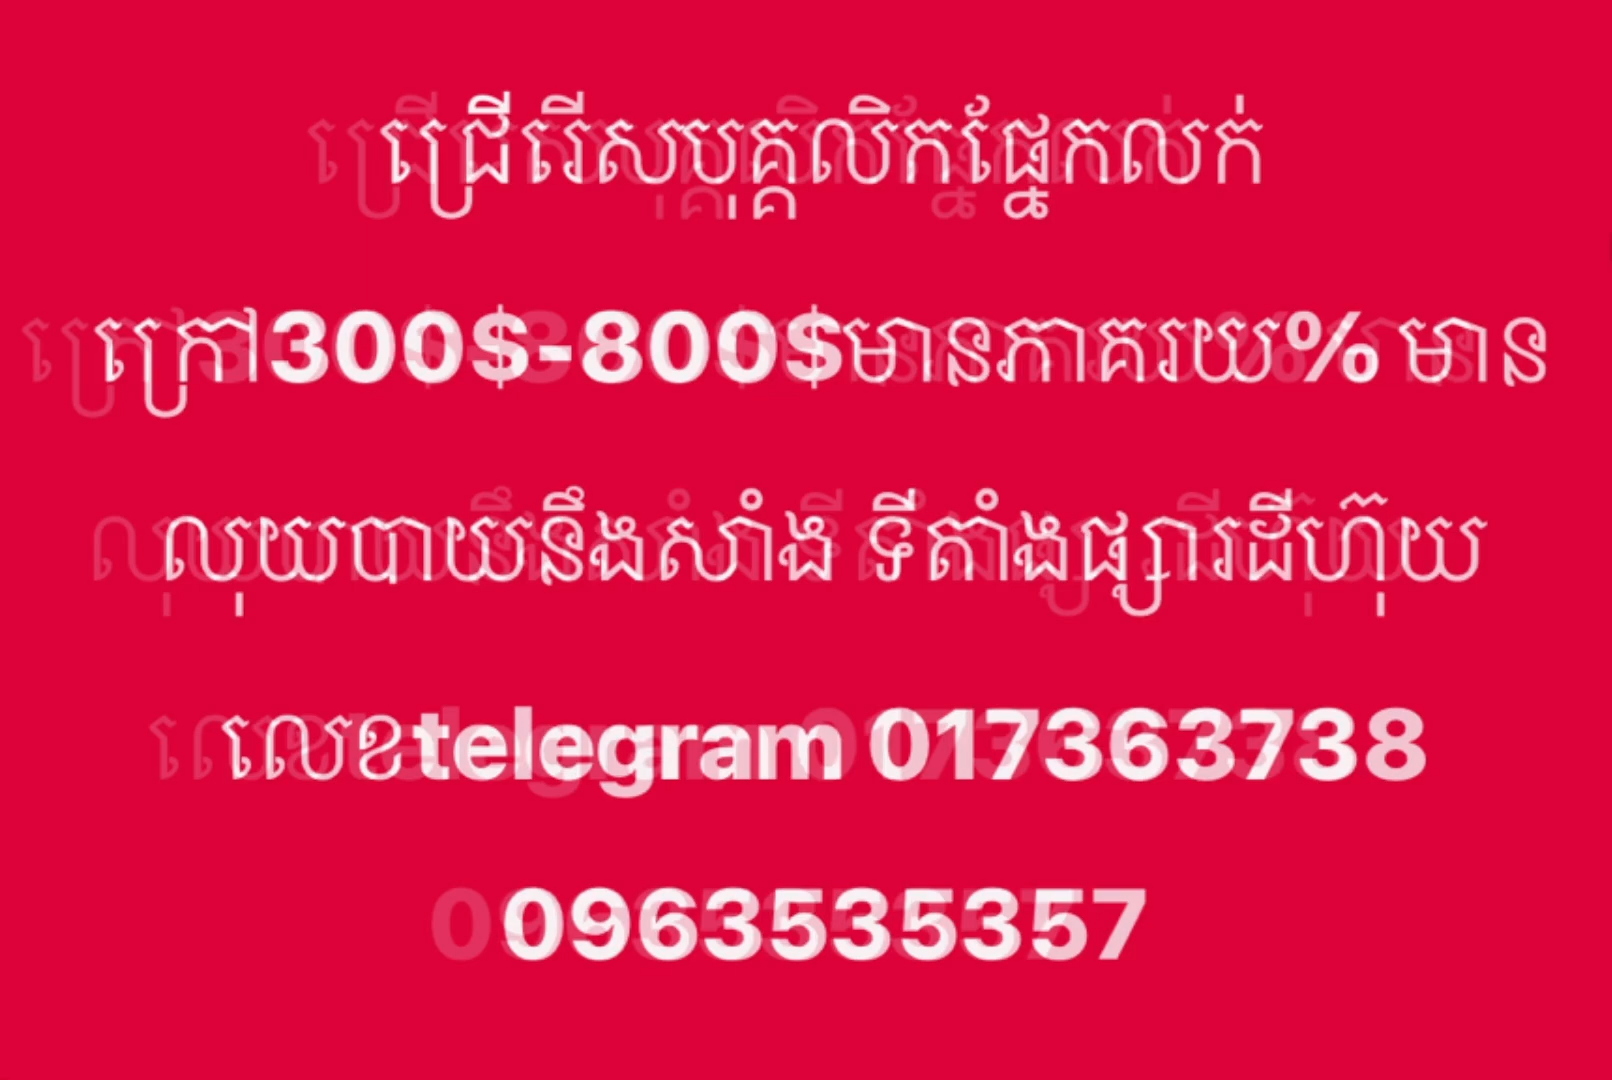 ជ្រើរើសបុគ្គលិកផ្នែកលក់
ក្រៅ300$-800$មានភាគរយ% មាន
លុយបាយនឹងសាំង ទីតាំងផ្សារដីហ៊ុយ
លេខtelegram 017363738
0963535357